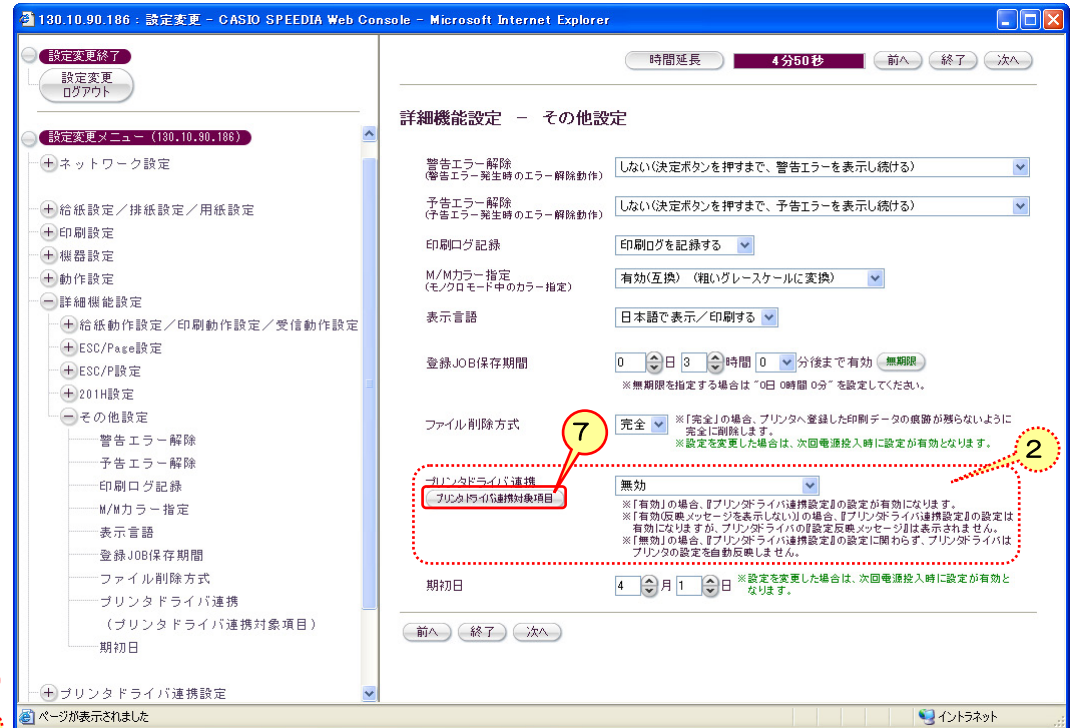 130.10.90.186 : 設定変更 - CASIO SPEEDIA Web Console - Microsoft Internet Explorer
設定変更終了
設定変更
ログアウト
設定変更メニュー (130.10.90.186)
ネットワーク設定
給紙設定／排紙設定／用紙設定
印刷設定
機器設定
動作設定
詳細機能設定
給紙動作設定／印刷動作設定／受信動作設定
ESC/Page設定
ESC/P設定
201H設定
その他設定
警告エラー解除
予告エラー解除
印刷ログ記録
M/Mカラー指定
表示言語
登録JOB保存期間
ファイル削除方式
プリンタドライバ連携
(プリンタドライバ連携対象項目)
期初日
プリンタドライバ連携設定
時間延長 4分50秒 前へ 終了 次へ
詳細機能設定 － その他設定
警告エラー解除 しない(決定ボタンを押すまで、警告エラーを表示し続ける)
(警告エラー発生時のエラー解除動作)
予告エラー解除 しない(決定ボタンを押すまで、予告エラーを表示し続ける)
(予告エラー発生時のエラー解除動作)
印刷ログ記録 印刷ログを記録する
M/Mカラー指定 有効(互換) (粗いグレースケールに変換)
(モノクロモード中のカラー指定)
表示言語 日本語で表示／印刷する
登録JOB保存期間 0 日 3 時間 0 分後まで有効 無期限
※無期限を指定する場合は "0日 0時間 0分" を設定してください。
ファイル削除方式 完全 ※「完全」の場合、プリンタへ登録した印刷データの痕跡が残らないように
完全に削除します。
※設定を変更した場合は、次回電源投入時に設定が有効となります。
7
2
プリンタドライバ連携 無効
プリンタドライバ連携対象項目
※「有効」の場合、『プリンタドライバ連携設定』の設定が有効になります。
※「有効(反映メッセージを表示しない)」の場合、『プリンタドライバ連携設定』の設定は
有効になりますが、プリンタドライバの『設定反映メッセージ』は表示されません。
※「無効」の場合、『プリンタドライバ連携設定』の設定に関わらず、プリンタドライバは
プリンタの設定を自動反映しません。
期初日 4 月 1 日 ※設定を変更した場合は、次回電源投入時に設定が有効と
なります。
前へ 終了 次へ
ページが表示されました イントラネット